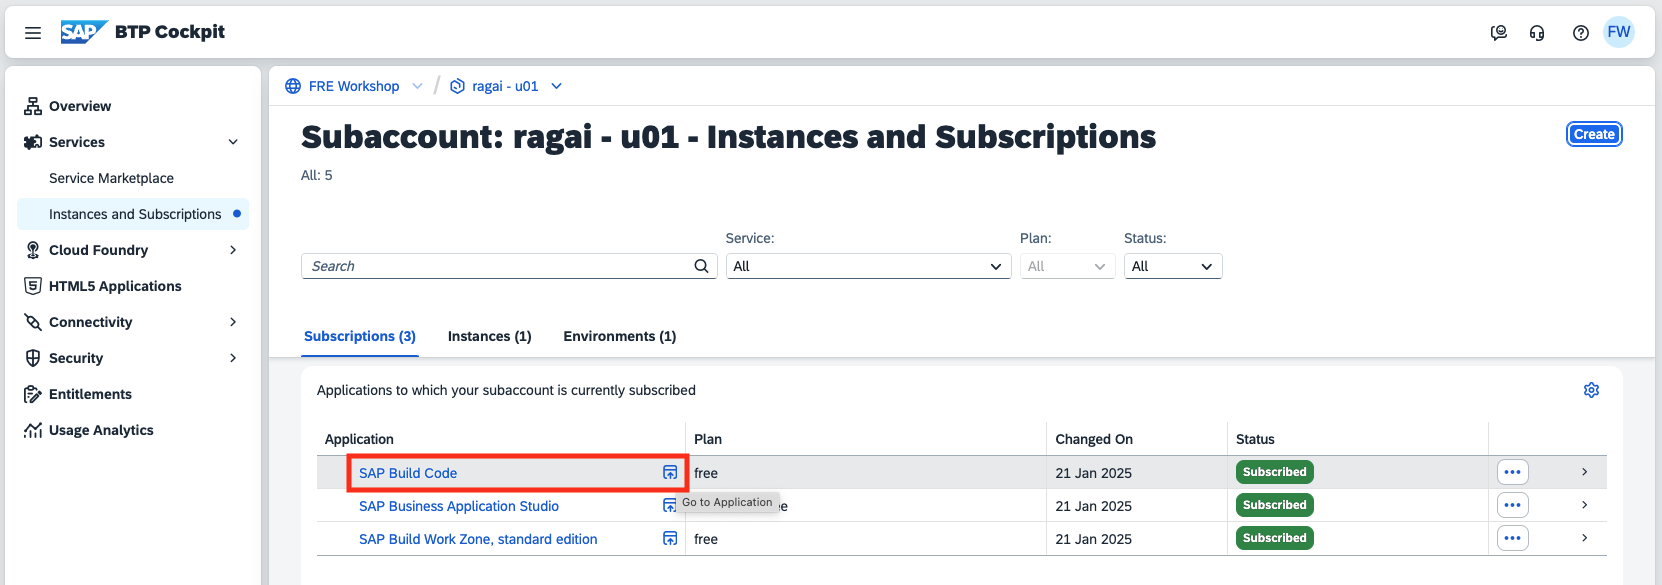 SAP BTP Cockpit FW
Overview
Services
Service Marketplace
Instances and Subscriptions
Cloud Foundry
HTML5 Applications
Connectivity
Security
Entitlements
Usage Analytics
FRE Workshop / ragai - u01
Subaccount: ragai - u01 - Instances and Subscriptions Create
All: 5
Service: Plan: Status:
Search All All All
Subscriptions (3) Instances (1) Environments (1)
Applications to which your subaccount is currently subscribed
Application Plan Changed On Status
SAP Build Code free 21 Jan 2025 Subscribed
Go to Application
SAP Business Application Studio ee 21 Jan 2025 Subscribed
SAP Build Work Zone, standard edition free 21 Jan 2025 Subscribed